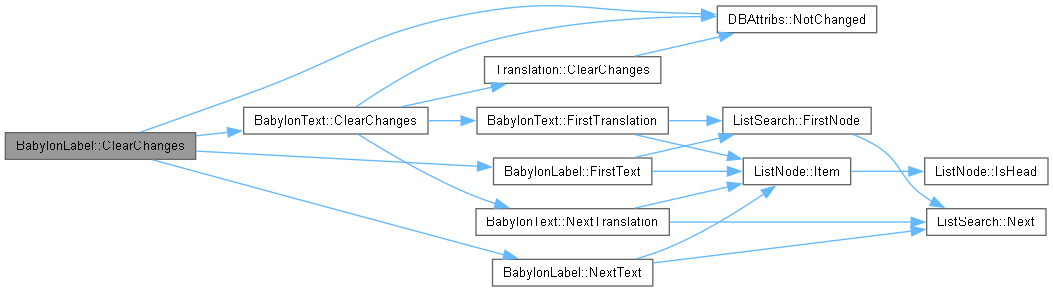 BabylonLabel::ClearChanges
BabylonText::ClearChanges
DBAttribs::NotChanged
Translation::ClearChanges
BabylonText::FirstTranslation
BabylonLabel::FirstText
BabylonText::NextTranslation
BabylonLabel::NextText
ListSearch::FirstNode
ListNode::Item
ListNode::IsHead
ListSearch::Next